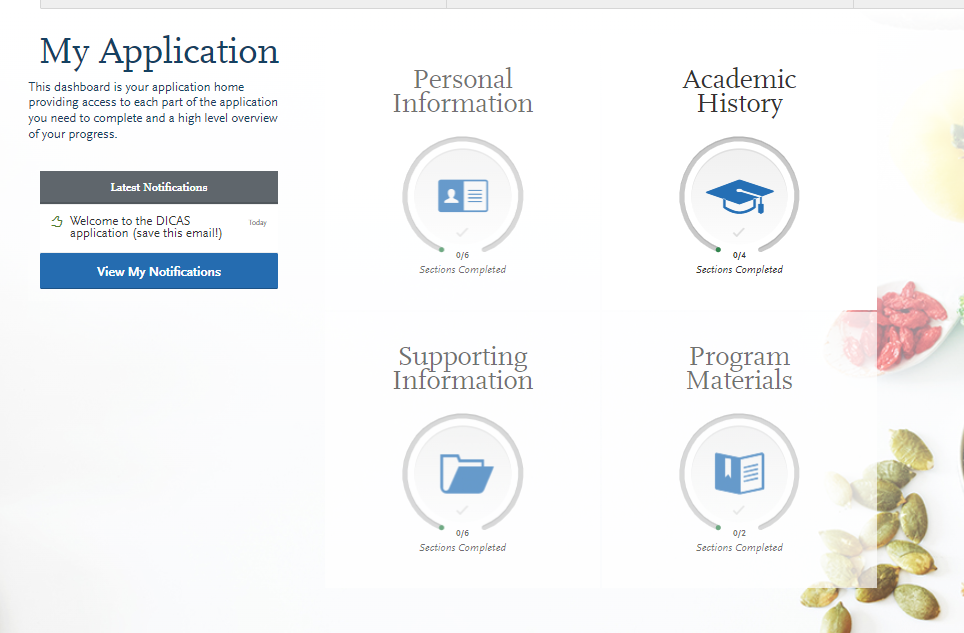 My Application
This dashboard is your application home
providing access to each part of the application
you need to complete and a high level overview
of your progress.
Latest Notifications
Welcome to the DICAS
application (save this email!)
Today
View My Notifications
Personal
Information
0/6
Sections Completed
Academic
History
0/4
Sections Completed
Supporting
Information
0/6
Sections Completed
Program
Materials
0/2
Sections Completed